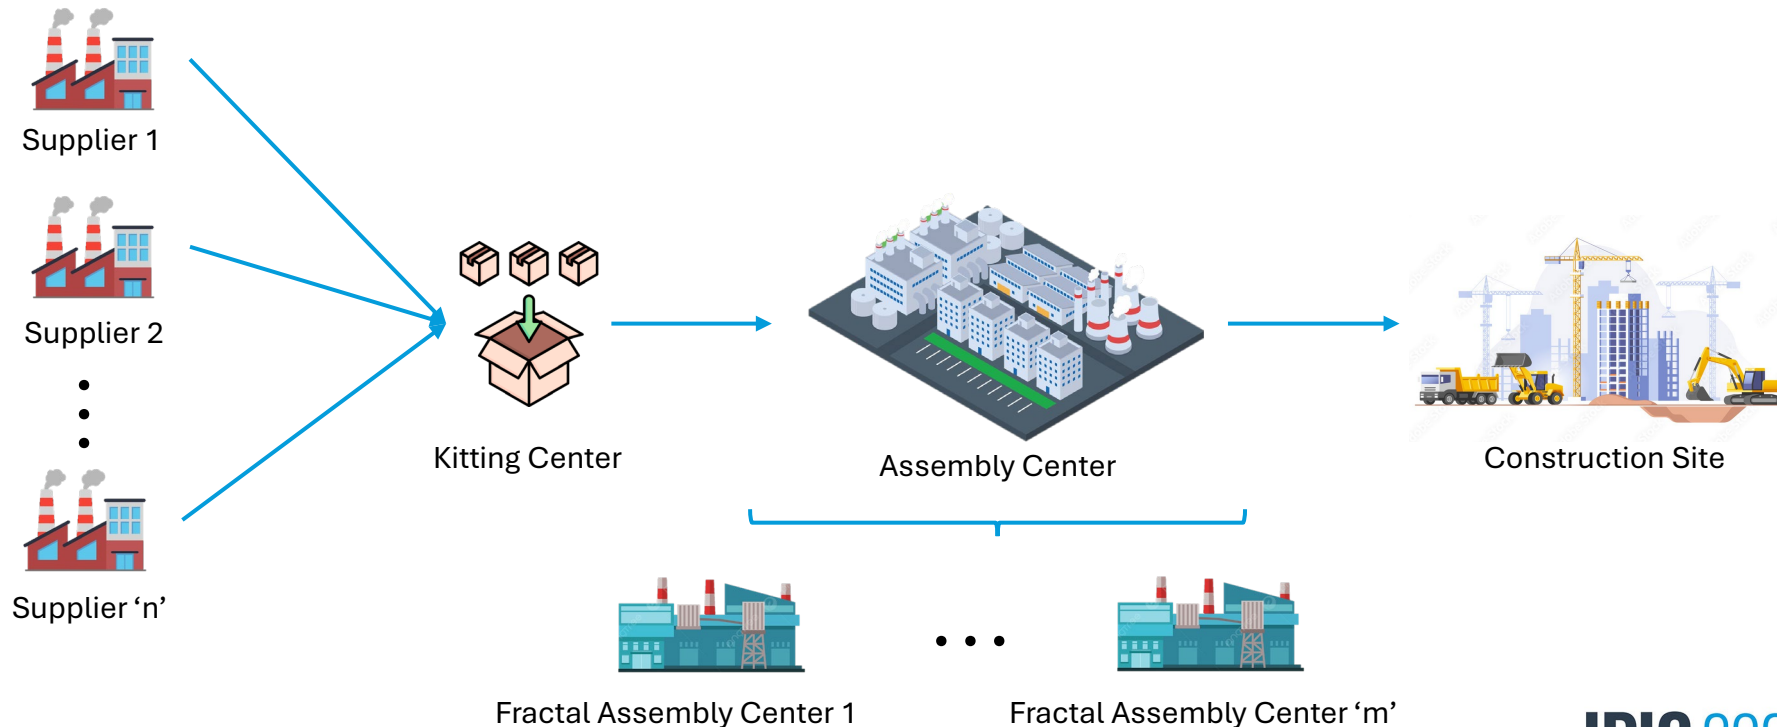 Supplier 1
Supplier 2
Supplier ‘n’
Kitting Center
Assembly Center
Construction Site
Fractal Assembly Center 1
Fractal Assembly Center ‘m’